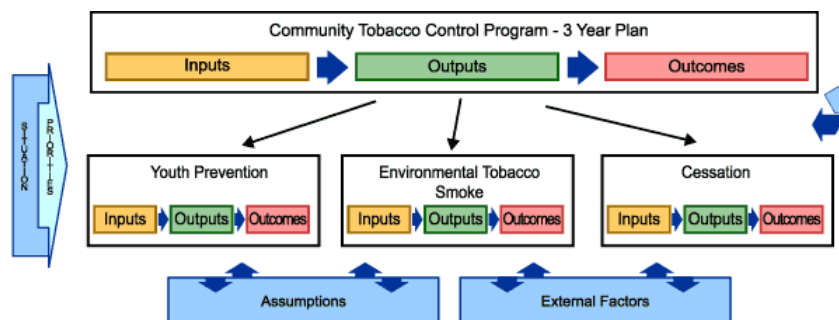 Community Tobacco Control Program - 3 Year Plan
Inputs
Outputs
Outcomes
SITUATION
PRIORITIES
Youth Prevention
Inputs
Outputs
Outcomes
Environmental Tobacco
Smoke
Inputs
Outputs
Outcomes
Cessation
Inputs
Outputs
Outcomes
Assumptions
External Factors